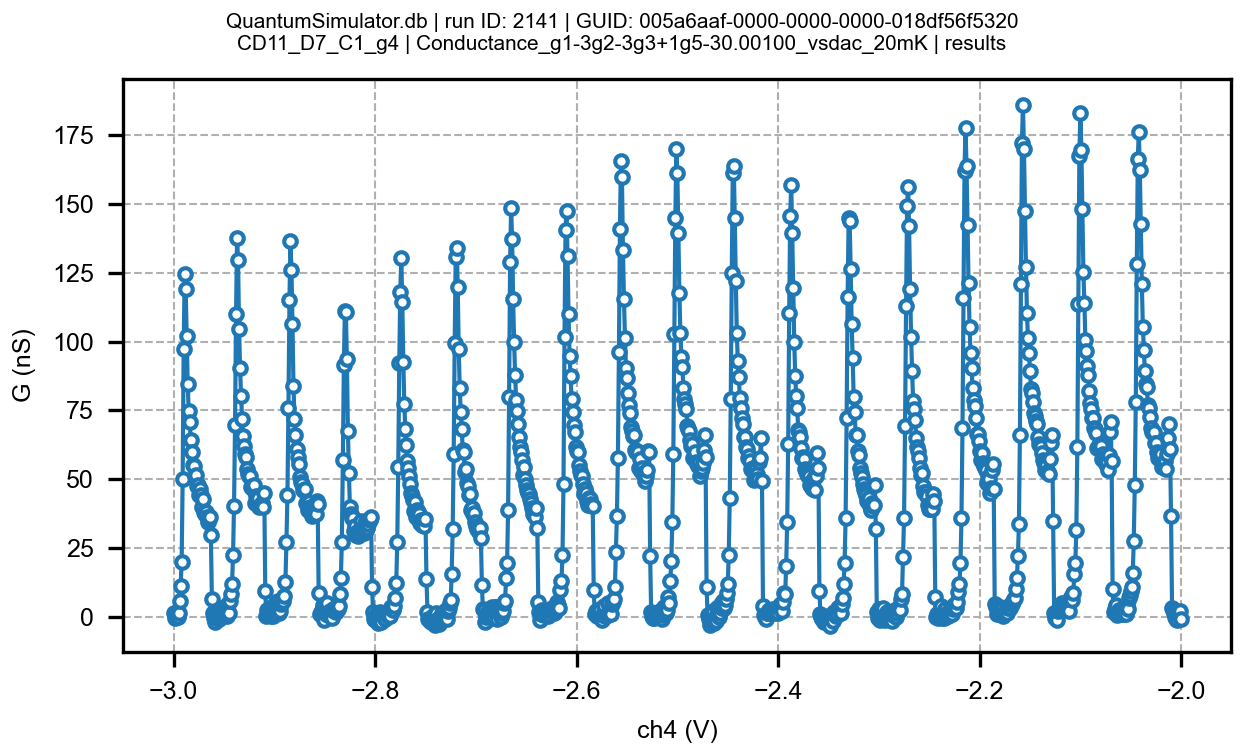 QuantumSimulator.db | run ID: 2141 | GUID: 005a6aaf-0000-0000-0000-018df56f5320
CD11_D7_C1_g4 | Conductance_g1-3g2-3g3+1g5-30.00100_vsdac_20mK | results
175
150
125
100
75
50
25
0
G (nS)
−3.0 −2.8 −2.6 −2.4 −2.2 −2.0
ch4 (V)